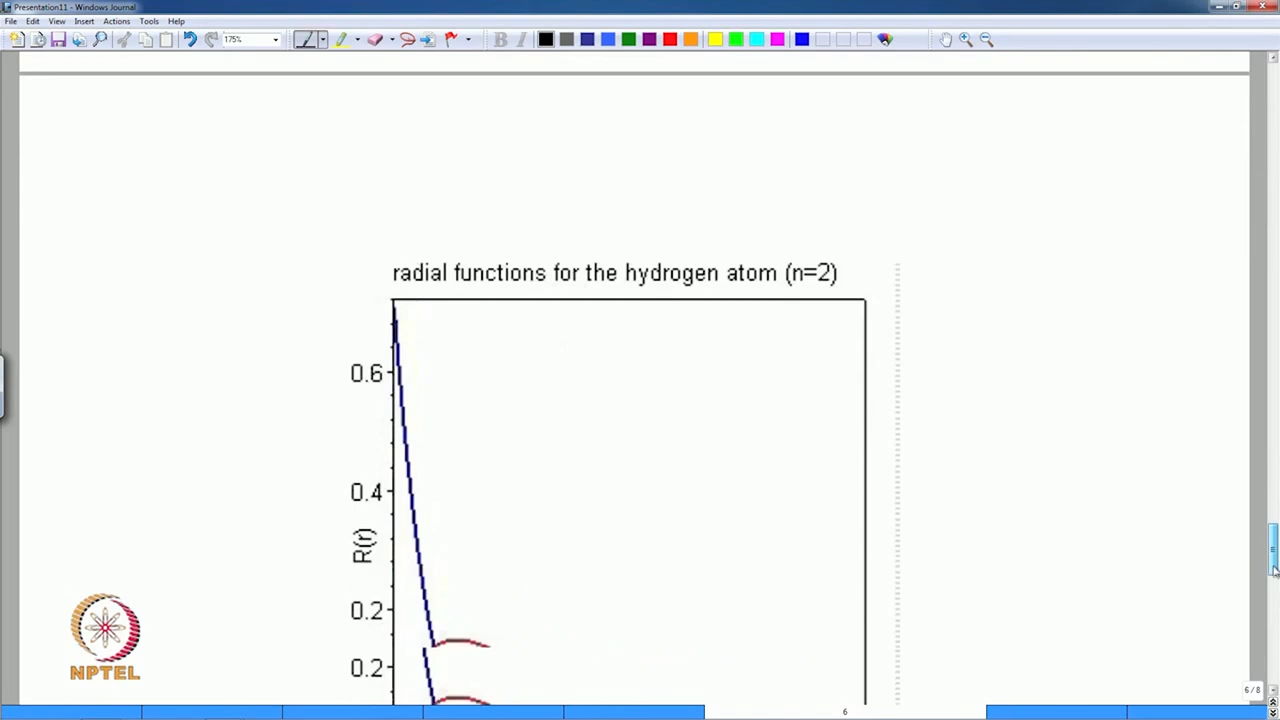 Presentation11 - Windows Journal
File Edit View Insert Actions Tools Help
175%
B I
radial functions for the hydrogen atom (n=2)
0.6
0.4
R(r)
0.2
0.2
NPTEL
6 / 8
6